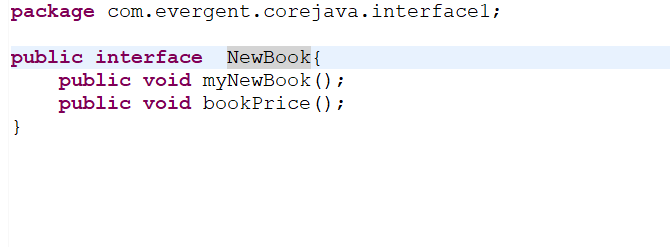 package com.evergent.corejava.interface1;
public interface  NewBook{
public void myNewBook();
public void bookPrice();
}